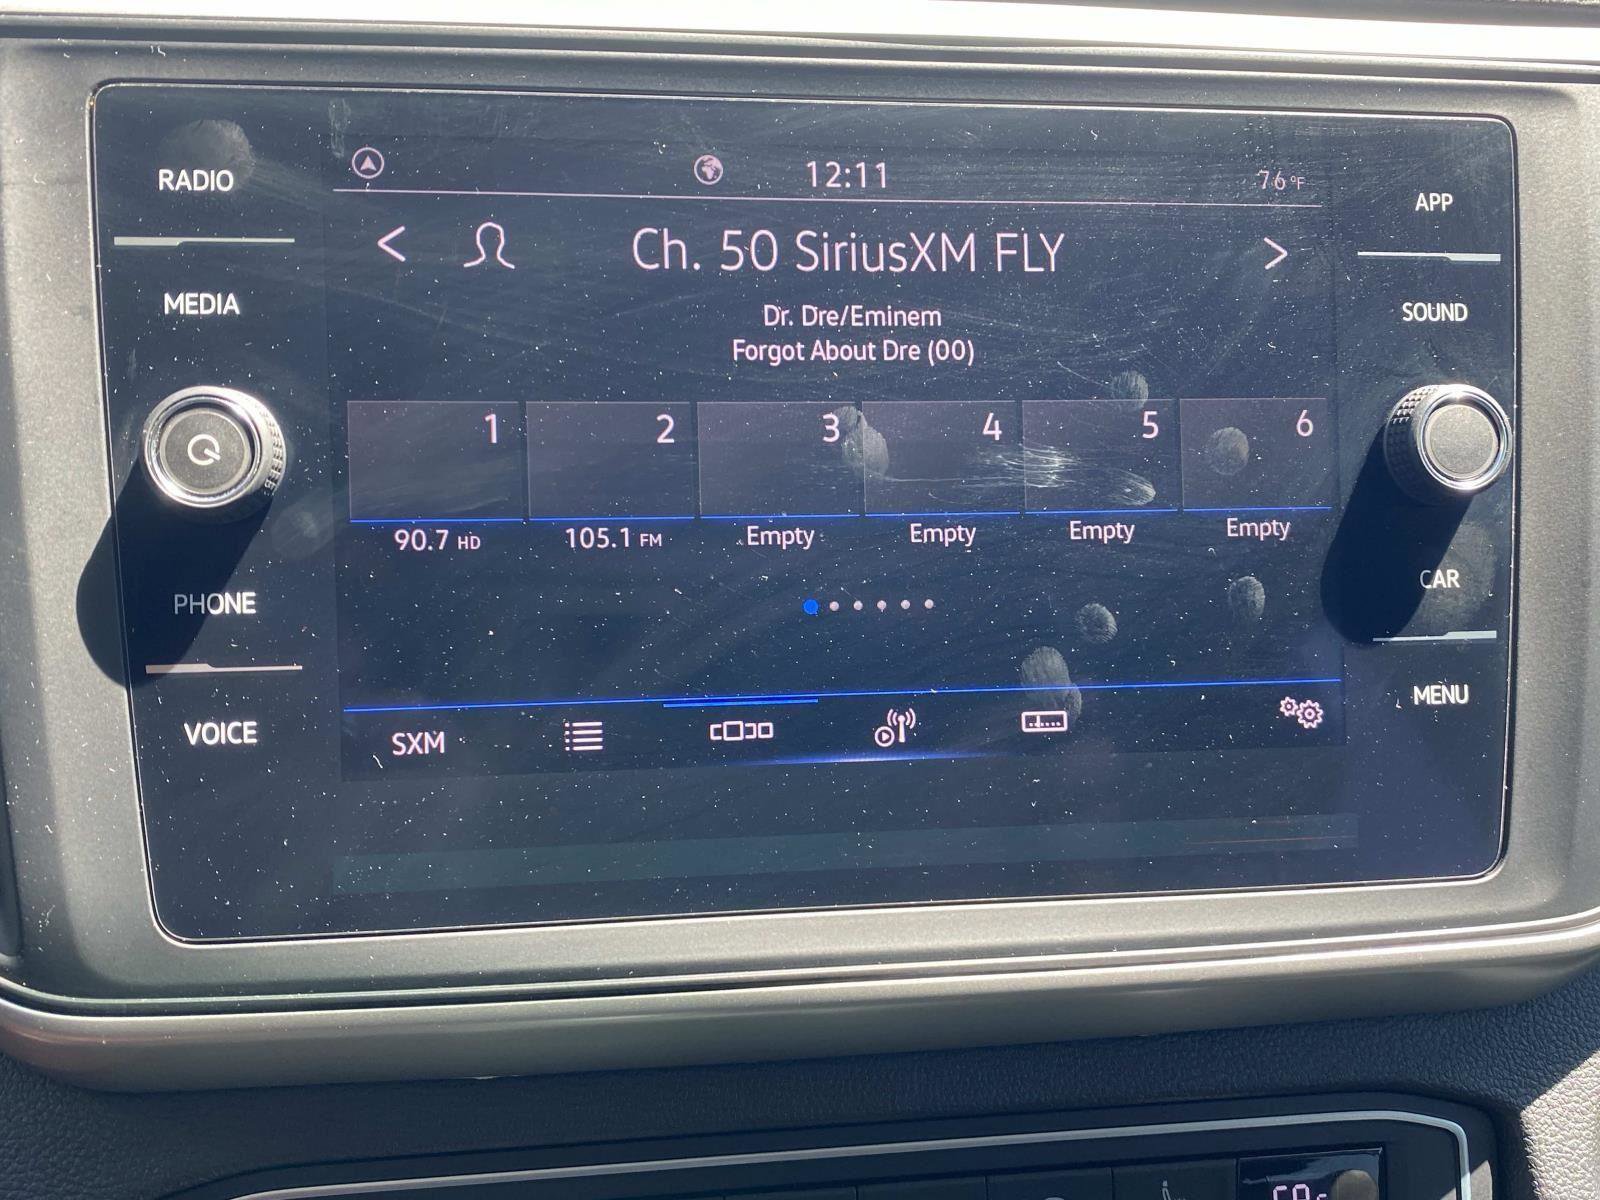 RADIO
MEDIA
PHONE
VOICE
12:11
76°F
Ch. 50 SiriusXM FLY
Dr. Dre/Eminem
Forgot About Dre (00)
1 2 3 4 5 6
90.7 HD 105.1 FM Empty Empty Empty Empty
SXM
APP
SOUND
CAR
MENU